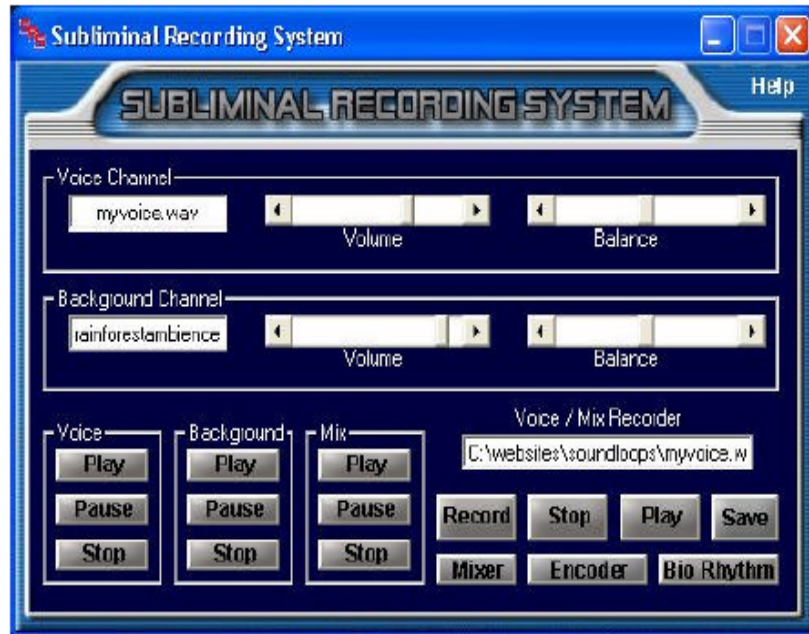 Subliminal Recording System
Help
SUBLIMINAL RECORDING SYSTEM
Voice Channel
myvoice.wav
Volume
Balance
Background Channel
rainforestambience
Volume
Balance
Voice
Play
Pause
Stop
Background
Play
Pause
Stop
Mix
Play
Pause
Stop
Voice / Mix Recorder
C:\websites\soundloops\myvoice.w
Record
Stop
Play
Save
Mixer
Encoder
Bio Rhythm